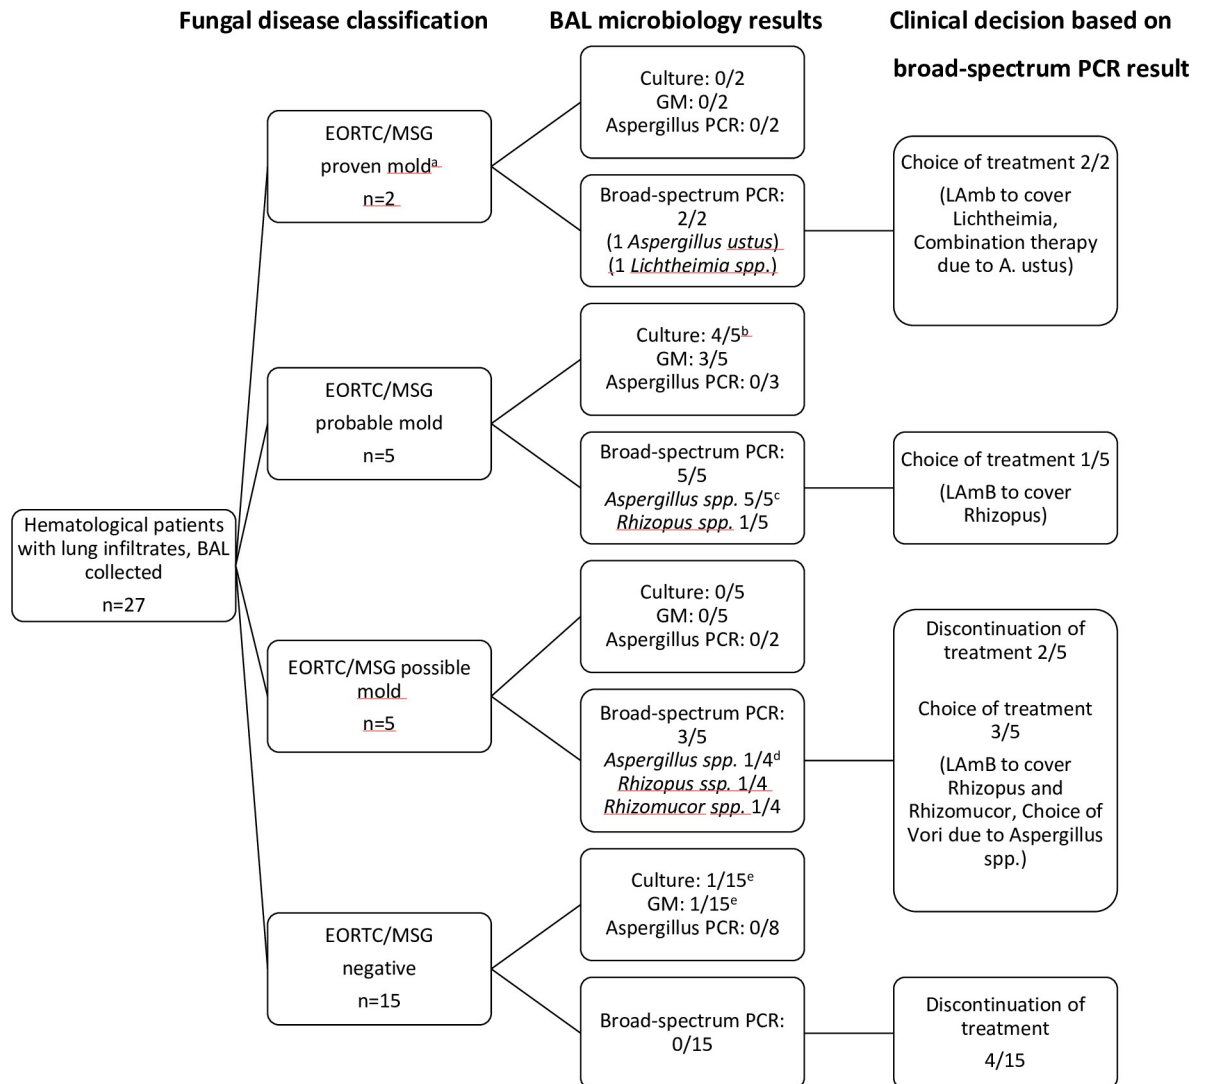 Fungal disease classification
BAL microbiology results
Clinical decision based on
broad-spectrum PCR result
Hematological patients
with lung infiltrates, BAL
collected
n=27
EORTC/MSG
proven moldᵃ
n=2
Culture: 0/2
GM: 0/2
Aspergillus PCR: 0/2
Broad-spectrum PCR:
2/2
(1 Aspergillus ustus)
(1 Lichtheimia spp.)
Choice of treatment 2/2
(LAmb to cover
Lichtheimia,
Combination therapy
due to A. ustus)
EORTC/MSG
probable mold
n=5
Culture: 4/5ᵇ
GM: 3/5
Aspergillus PCR: 0/3
Broad-spectrum PCR:
5/5
Aspergillus spp. 5/5ᶜ
Rhizopus spp. 1/5
Choice of treatment 1/5
(LAmB to cover
Rhizopus)
EORTC/MSG possible
mold
n=5
Culture: 0/5
GM: 0/5
Aspergillus PCR: 0/2
Broad-spectrum PCR:
3/5
Aspergillus spp. 1/4ᵈ
Rhizopus ssp. 1/4
Rhizomucor spp. 1/4
Discontinuation of
treatment 2/5
Choice of treatment
3/5
(LAmB to cover
Rhizopus and
Rhizomucor, Choice of
Vori due to Aspergillus
spp.)
EORTC/MSG
negative
n=15
Culture: 1/15ᵉ
GM: 1/15ᵉ
Aspergillus PCR: 0/8
Broad-spectrum PCR:
0/15
Discontinuation of
treatment
4/15